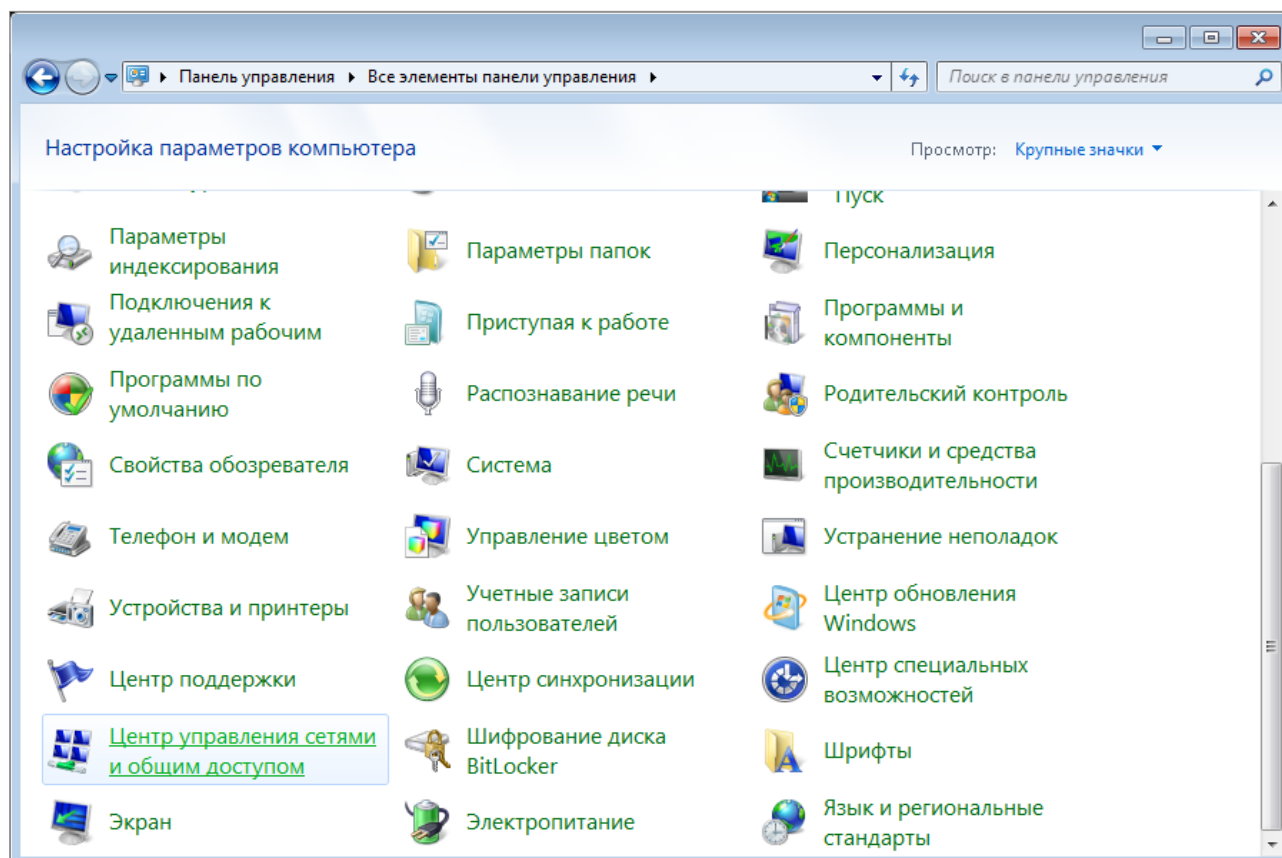 Панель управления Все элементы панели управления Поиск в панели управления
Настройка параметров компьютера Просмотр: Крупные значки
Пуск
Параметры индексирования
Параметры папок
Персонализация
Подключения к удаленным рабочим
Приступая к работе
Программы и компоненты
Программы по умолчанию
Распознавание речи
Родительский контроль
Свойства обозревателя
Система
Счетчики и средства производительности
Телефон и модем
Управление цветом
Устранение неполадок
Устройства и принтеры
Учетные записи пользователей
Центр обновления Windows
Центр поддержки
Центр синхронизации
Центр специальных возможностей
Центр управления сетями и общим доступом
Шифрование диска BitLocker
Шрифты
Экран
Электропитание
Язык и региональные стандарты